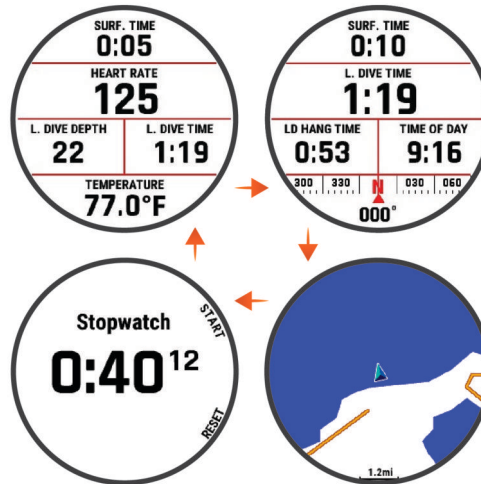 SURF. TIME
0:05
HEART RATE
125
L. DIVE DEPTH L. DIVE TIME
22 1:19
TEMPERATURE
77.0°F
SURF. TIME
0:10
L. DIVE TIME
1:19
LD HANG TIME TIME OF DAY
0:53 9:16
300 330 N 030 060
000°
Stopwatch
START
0:40 12
RESET
1.2mi